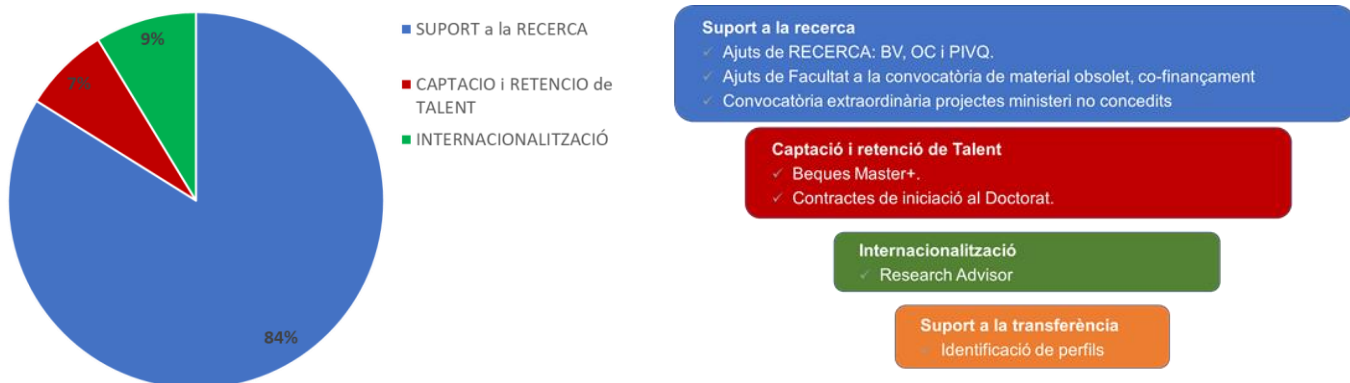 9%
7%
84%
SUPORT a la RECERCA
CAPTACIO i RETENCIO de
TALENT
INTERNACIONALITZACIÓ
Suport a la recerca
✓ Ajuts de RECERCA: BV, OC i PIVQ.
✓ Ajuts de Facultat a la convocatòria de material obsolet, co-finançament
✓ Convocatòria extraordinària projectes ministeri no concedits
Captació i retenció de Talent
✓ Beques Master+.
✓ Contractes de iniciació al Doctorat.
Internacionalització
✓ Research Advisor
Suport a la transferència
✓ Identificació de perfils